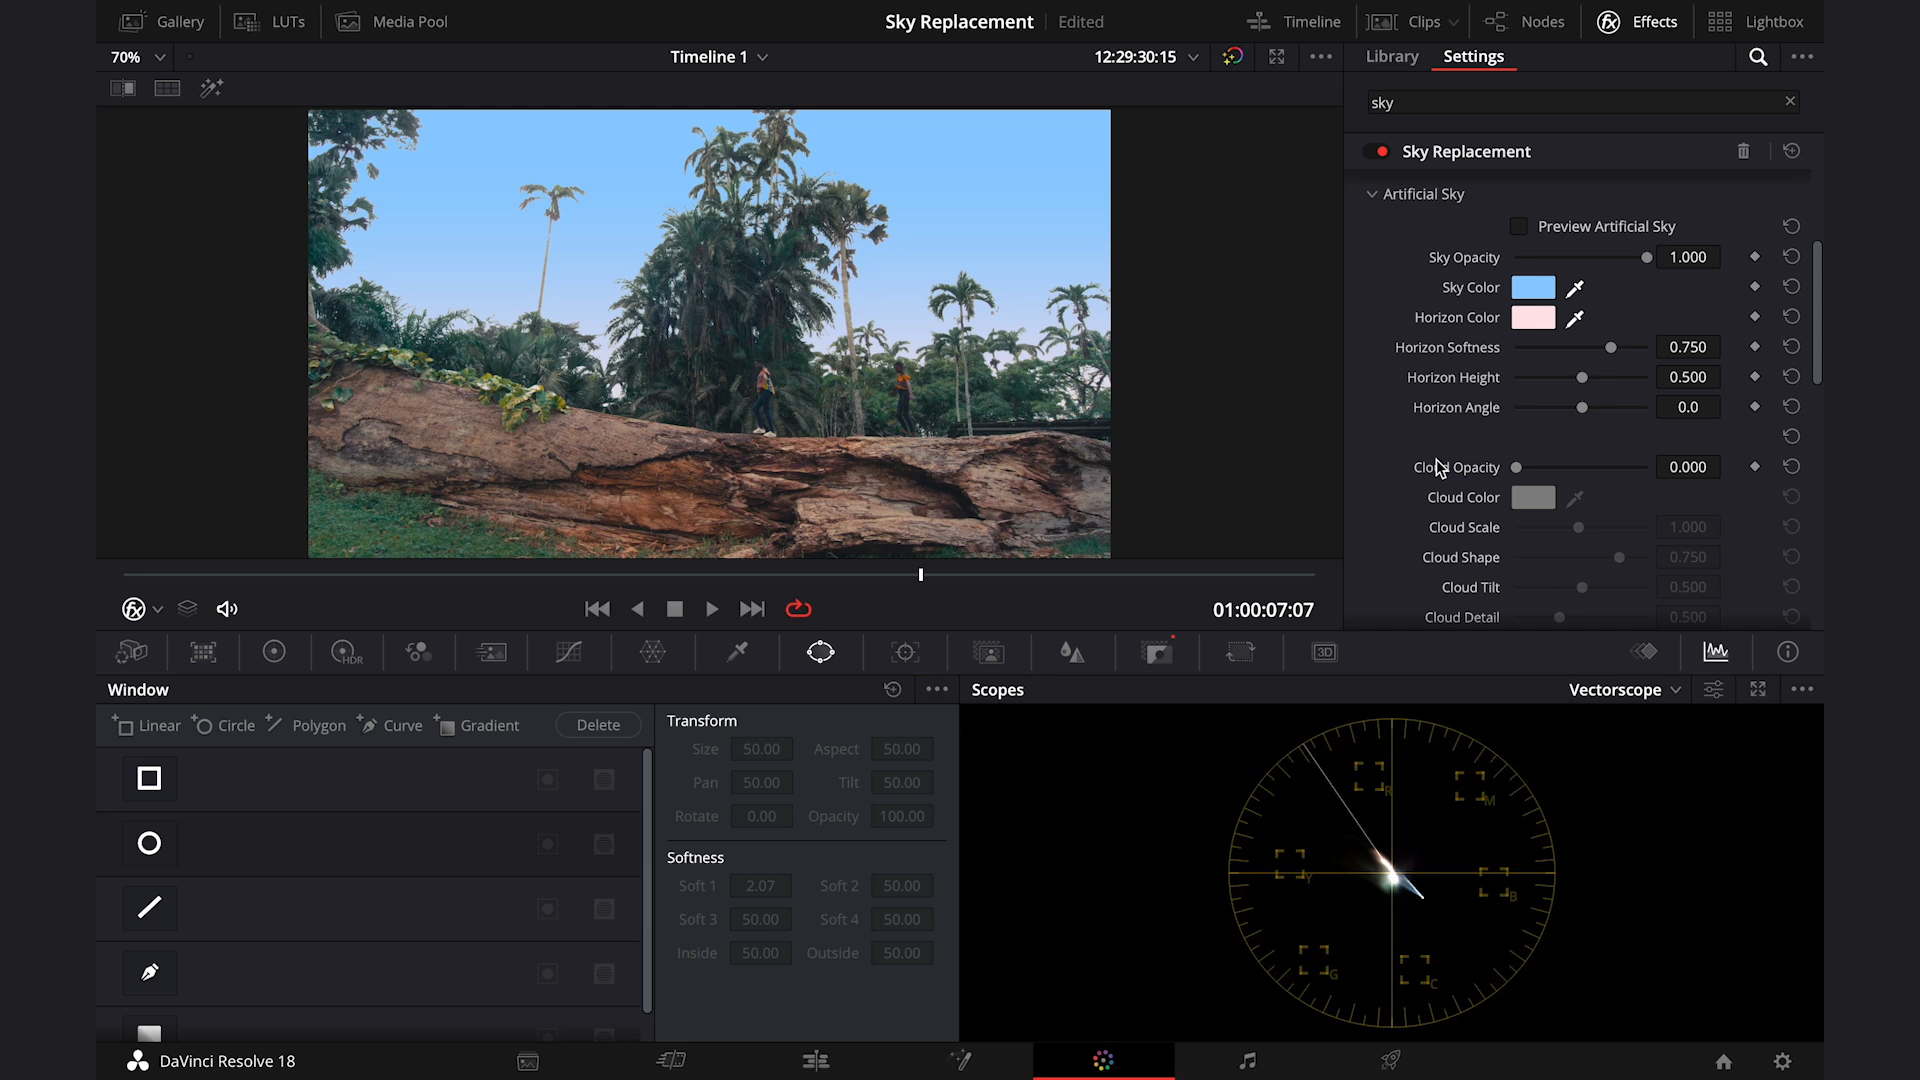 Gallery LUTs Media Pool Sky Replacement Edited Timeline Clips Nodes Effects Lightbox
70% Timeline 1 12:29:30:15 Library Settings
sky
Sky Replacement
Artificial Sky
Preview Artificial Sky
Sky Opacity 1.000
Sky Color
Horizon Color
Horizon Softness 0.750
Horizon Height 0.500
Horizon Angle 0.0
Cloud Opacity 0.000
Cloud Color
Cloud Scale 1.000
Cloud Shape 0.750
Cloud Tilt 0.500
Cloud Detail 0.500
01:00:07:07
HDR 3D
Window
Linear Circle Polygon Curve Gradient Delete
Transform
Size 50.00 Aspect 50.00
Pan 50.00 Tilt 50.00
Rotate 0.00 Opacity 100.00
Softness
Soft 1 2.07 Soft 2 50.00
Soft 3 50.00 Soft 4 50.00
Inside 50.00 Outside 50.00
Scopes Vectorscope
R
M
Y
B
G
C
DaVinci Resolve 18